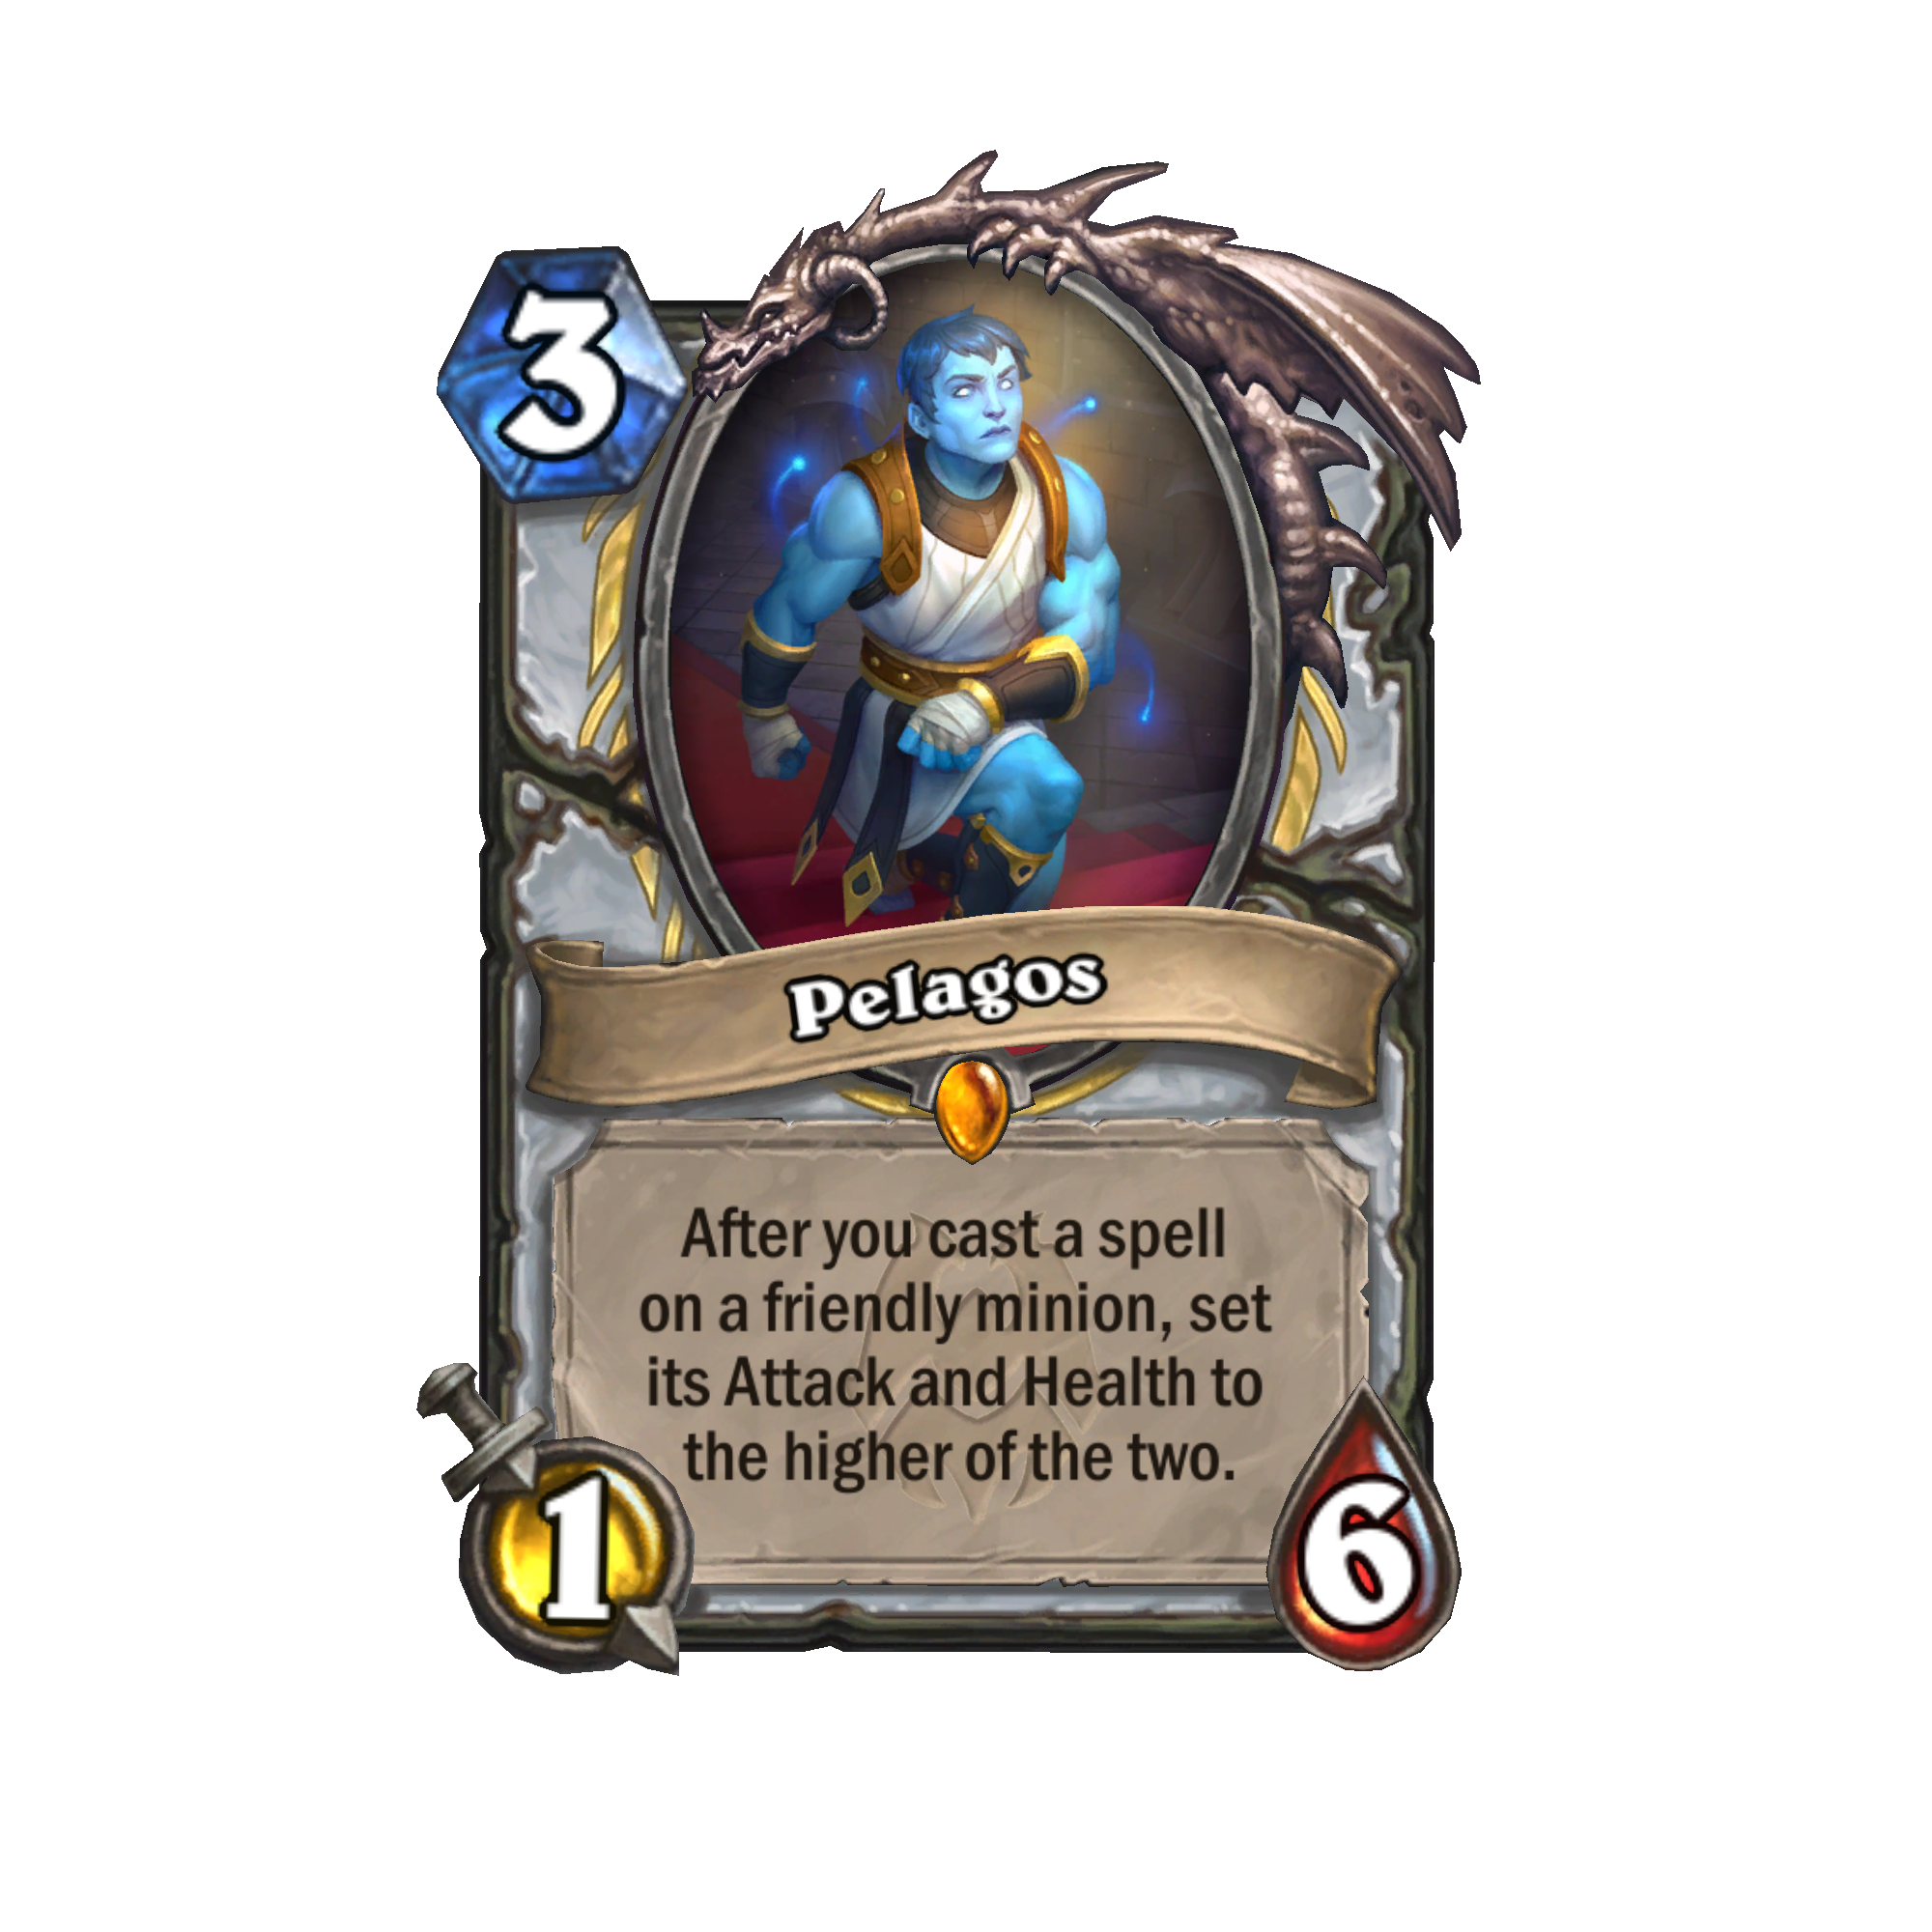 3
Pelagos
After you cast a spell
on a friendly minion, set
its Attack and Health to
the higher of the two.
1
6